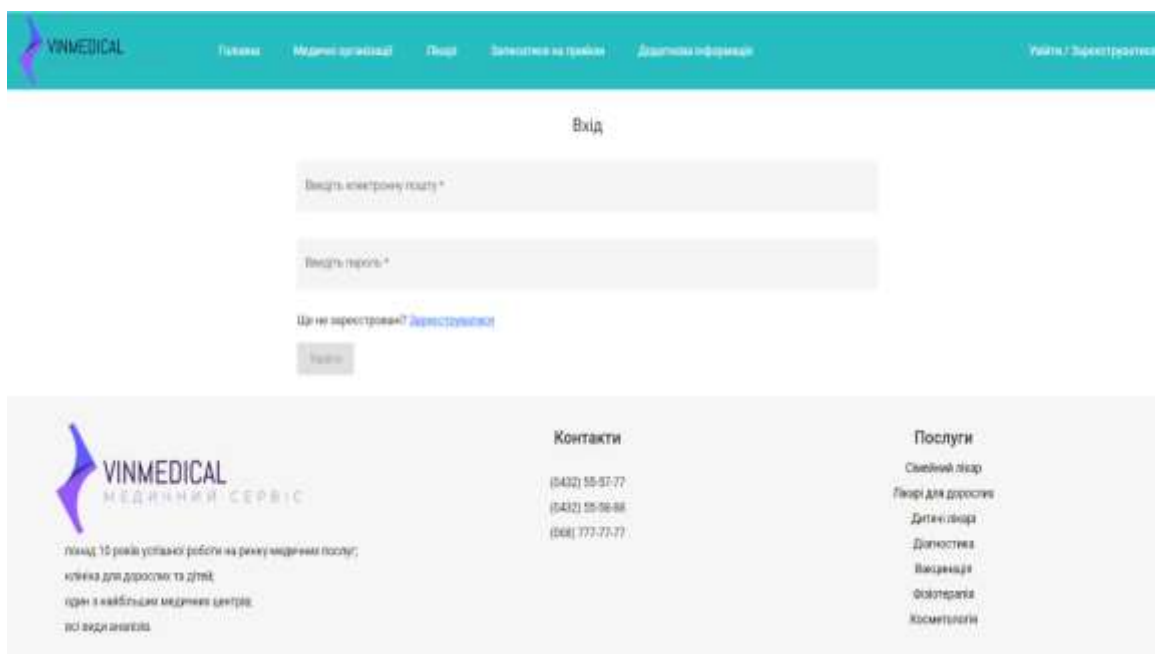 VINMEDICAL
Головна Медичні організації Лікарі Записатися на прийом Додаткова інформація Увійти / Зареєструватися
Вхід
Введіть електронну пошту *
Введіть пароль *
Ще не зареєстровані? Зареєструватися
Увійти
VINMEDICAL
МЕДИЧНИЙ СЕРВІС
понад 10 років успішної роботи на ринку медичних послуг;
клініка для дорослих та дітей;
один з найбільших медичних центрів;
всі види аналізів.
Контакти
(0432) 55-57-77
(0432) 55-56-88
(068) 777-77-77
Послуги
Сімейний лікар
Лікарі для дорослих
Дитячі лікарі
Діагностика
Вакцинація
Фізіотерапія
Косметологія